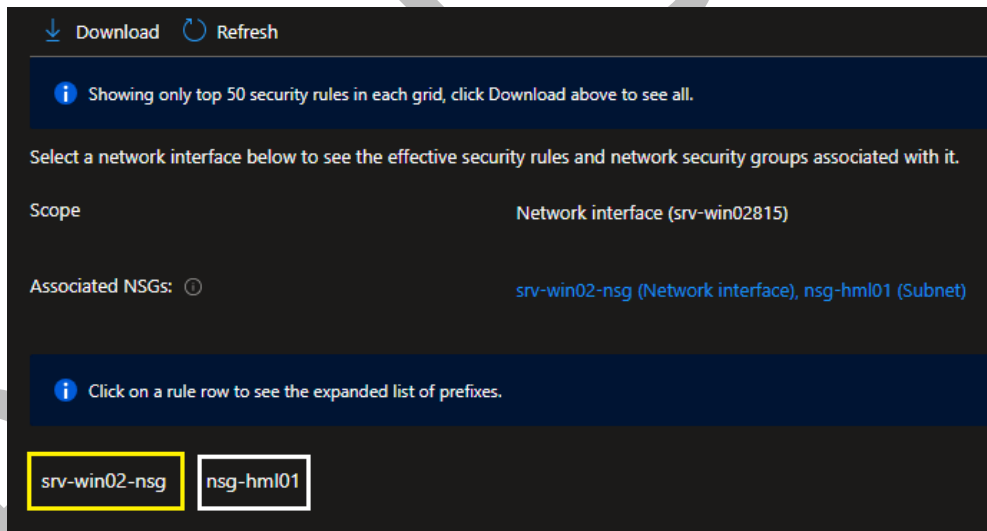 Download Refresh
Showing only top 50 security rules in each grid, click Download above to see all.
Select a network interface below to see the effective security rules and network security groups associated with it.
Scope Network interface (srv-win02815)
Associated NSGs: srv-win02-nsg (Network interface), nsg-hml01 (Subnet)
Click on a rule row to see the expanded list of prefixes.
srv-win02-nsg nsg-hml01